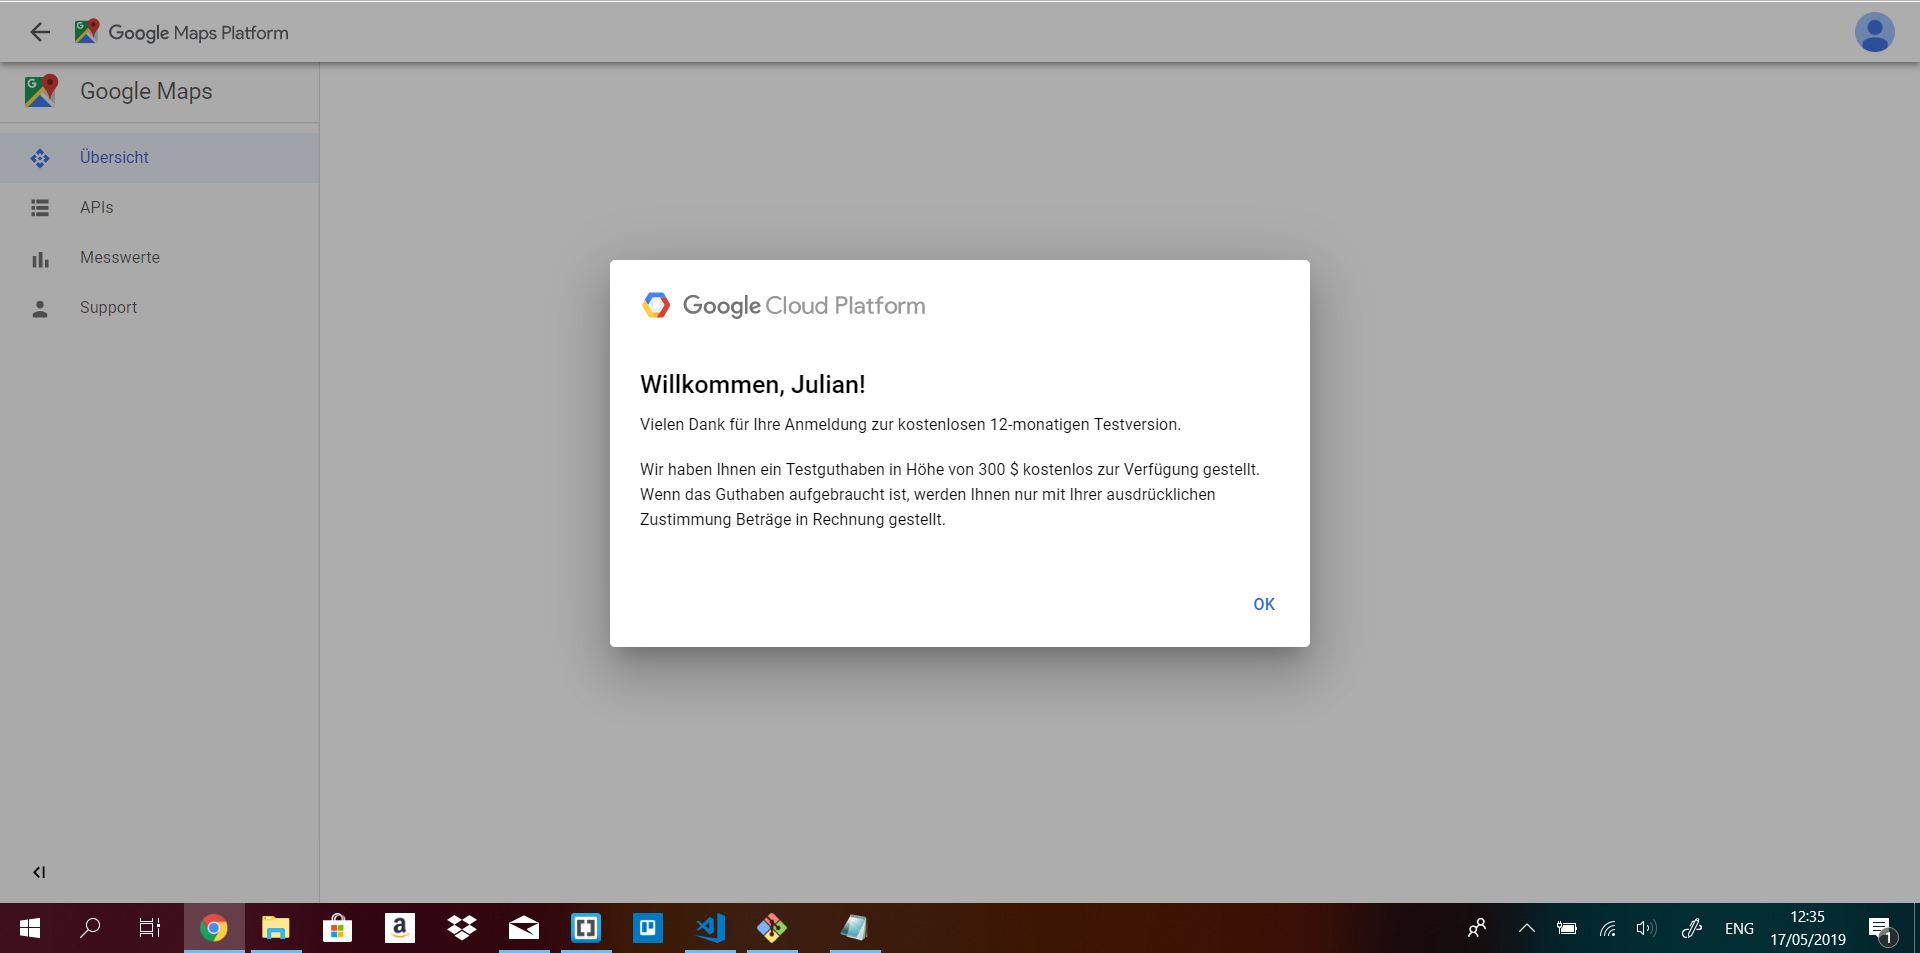 Google Maps Platform
Google Maps
Übersicht
APIs
Messwerte
Support
Google Cloud Platform
Willkommen, Julian!
Vielen Dank für Ihre Anmeldung zur kostenlosen 12-monatigen Testversion.
Wir haben Ihnen ein Testguthaben in Höhe von 300 $ kostenlos zur Verfügung gestellt.
Wenn das Guthaben aufgebraucht ist, werden Ihnen nur mit Ihrer ausdrücklichen
Zustimmung Beträge in Rechnung gestellt.
OK
ENG
12:35
17/05/2019
1